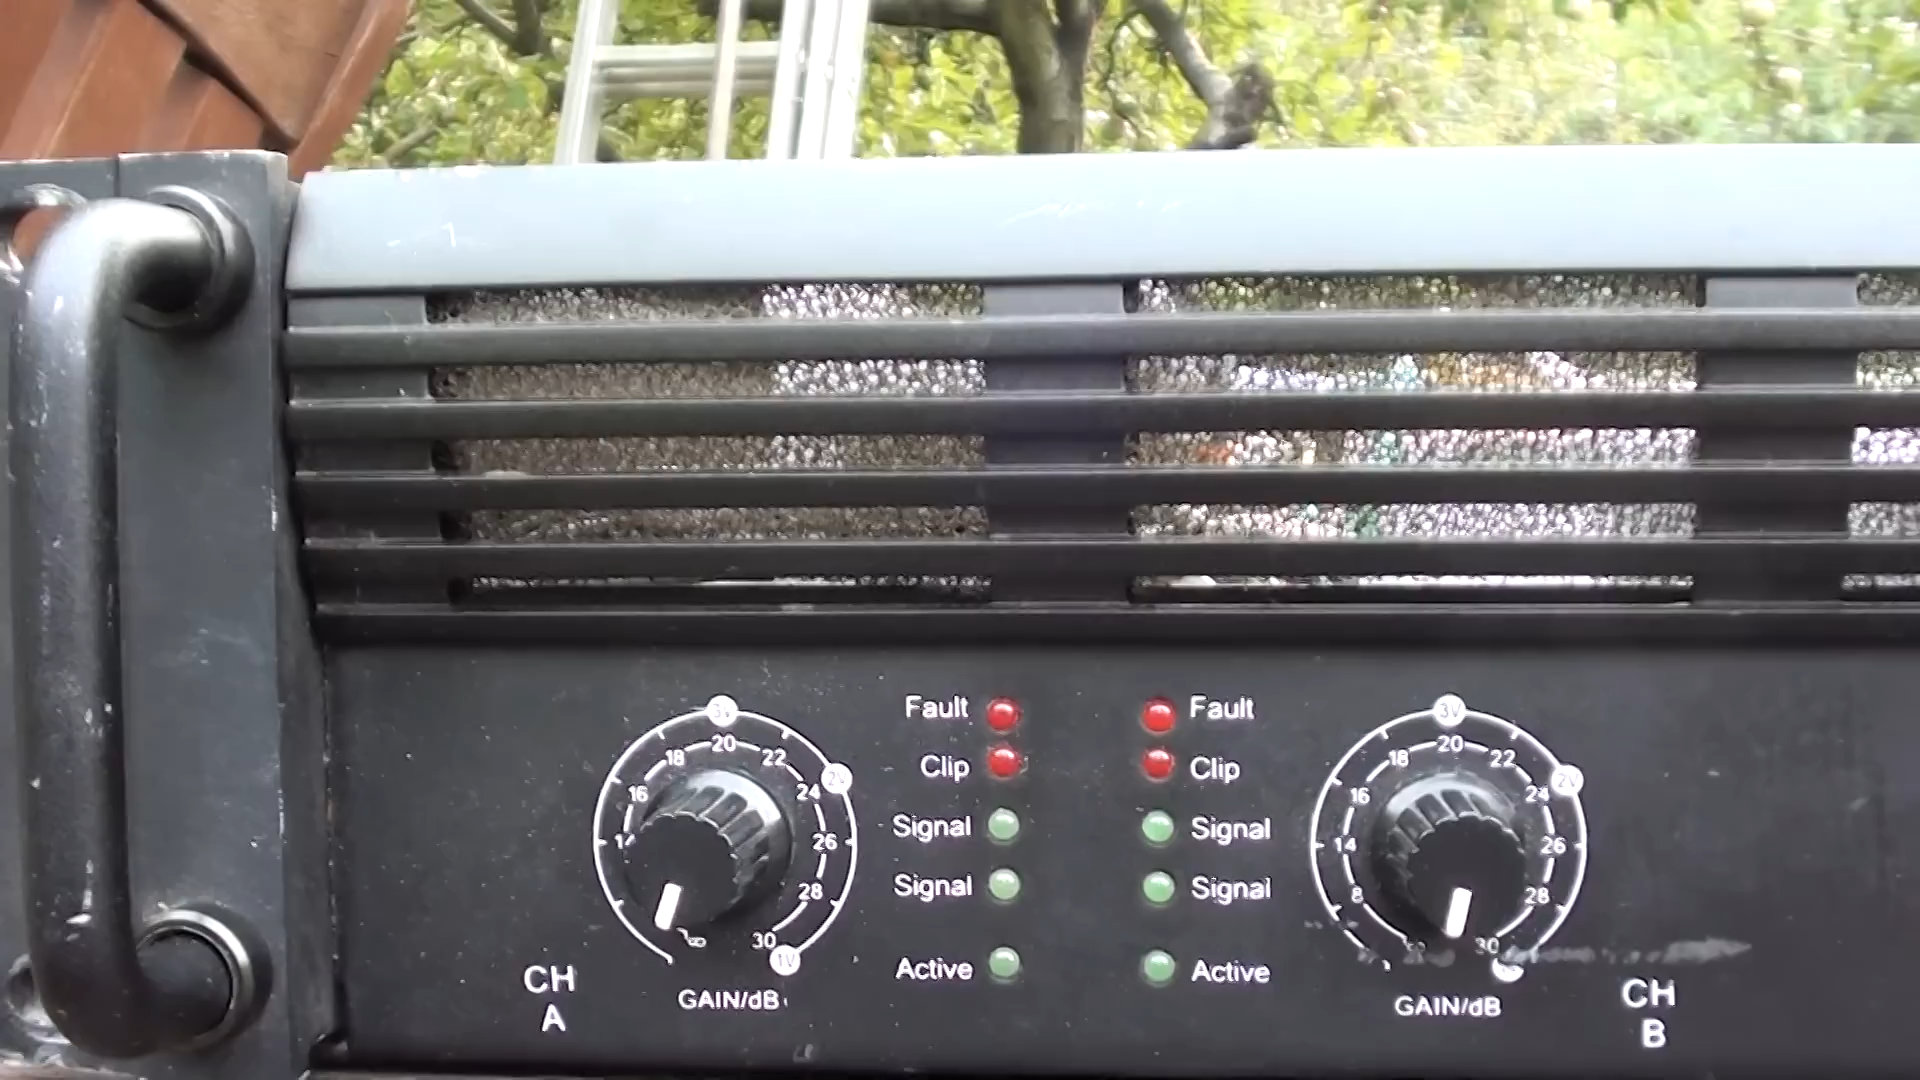 3V
20
18
22
2V
16
24
26
28
30
1V
GAIN/dB
CH
A
Fault
Clip
Signal
Signal
Active
Fault
Clip
Signal
Signal
Active
3V
20
18
22
2V
16
24
14
26
8
28
30
GAIN/dB
CH
B